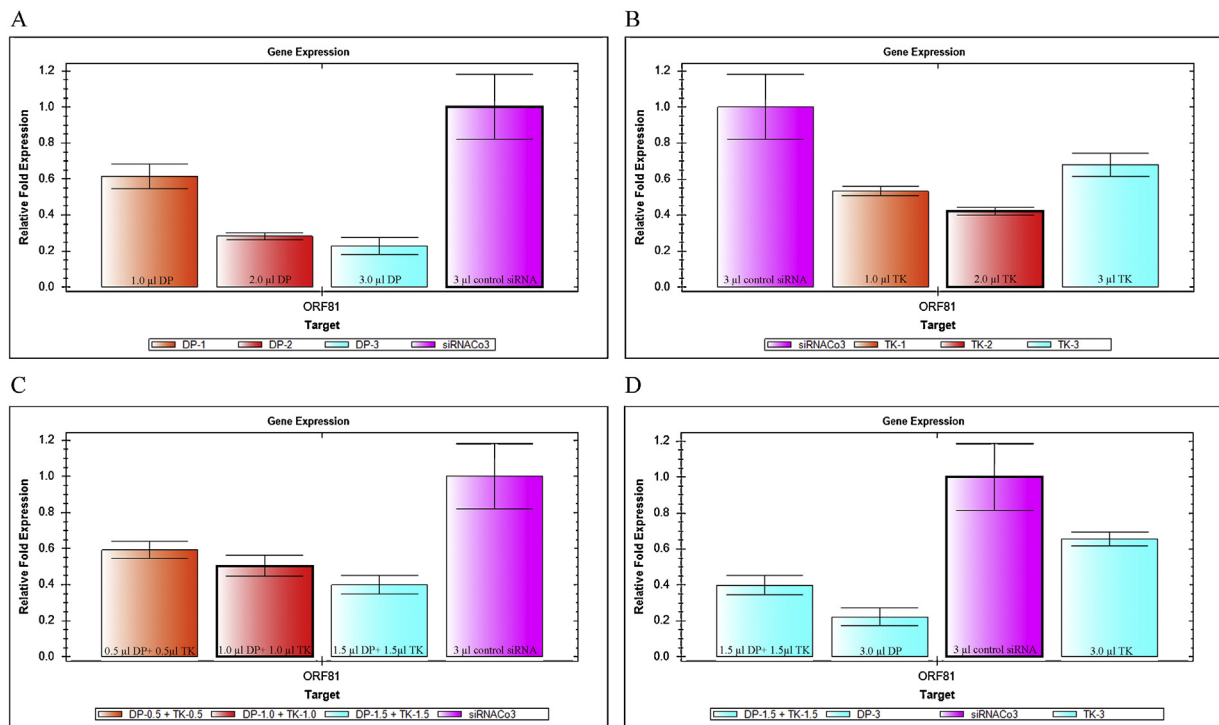 A
Gene Expression
Relative Fold Expression
1.2
1.0
0.8
0.6
0.4
0.2
0.0
1.0 µl DP
2.0 µl DP
3.0 µl DP
3 µl control siRNA
ORF81
Target
DP-1 DP-2 DP-3 siRNACo3
B
Gene Expression
Relative Fold Expression
1.2
1.0
0.8
0.6
0.4
0.2
0.0
3 µl control siRNA
1.0 µl TK
2.0 µl TK
3 µl TK
ORF81
Target
siRNACo3 TK-1 TK-2 TK-3
C
Gene Expression
Relative Fold Expression
1.2
1.0
0.8
0.6
0.4
0.2
0.0
0.5 µl DP+ 0.5µl TK
1.0 µl DP+ 1.0 µl TK
1.5 µl DP+ 1.5µl TK
3 µl control siRNA
ORF81
Target
DP-0.5 + TK-0.5 DP-1.0 + TK-1.0 DP-1.5 + TK-1.5 siRNACo3
D
Gene Expression
Relative Fold Expression
1.2
1.0
0.8
0.6
0.4
0.2
0.0
1.5 µl DP+ 1.5µl TK
3.0 µl DP
3 µl control siRNA
3.0 µl TK
ORF81
Target
DP-1.5 + TK-1.5 DP-3 siRNACo3 TK-3